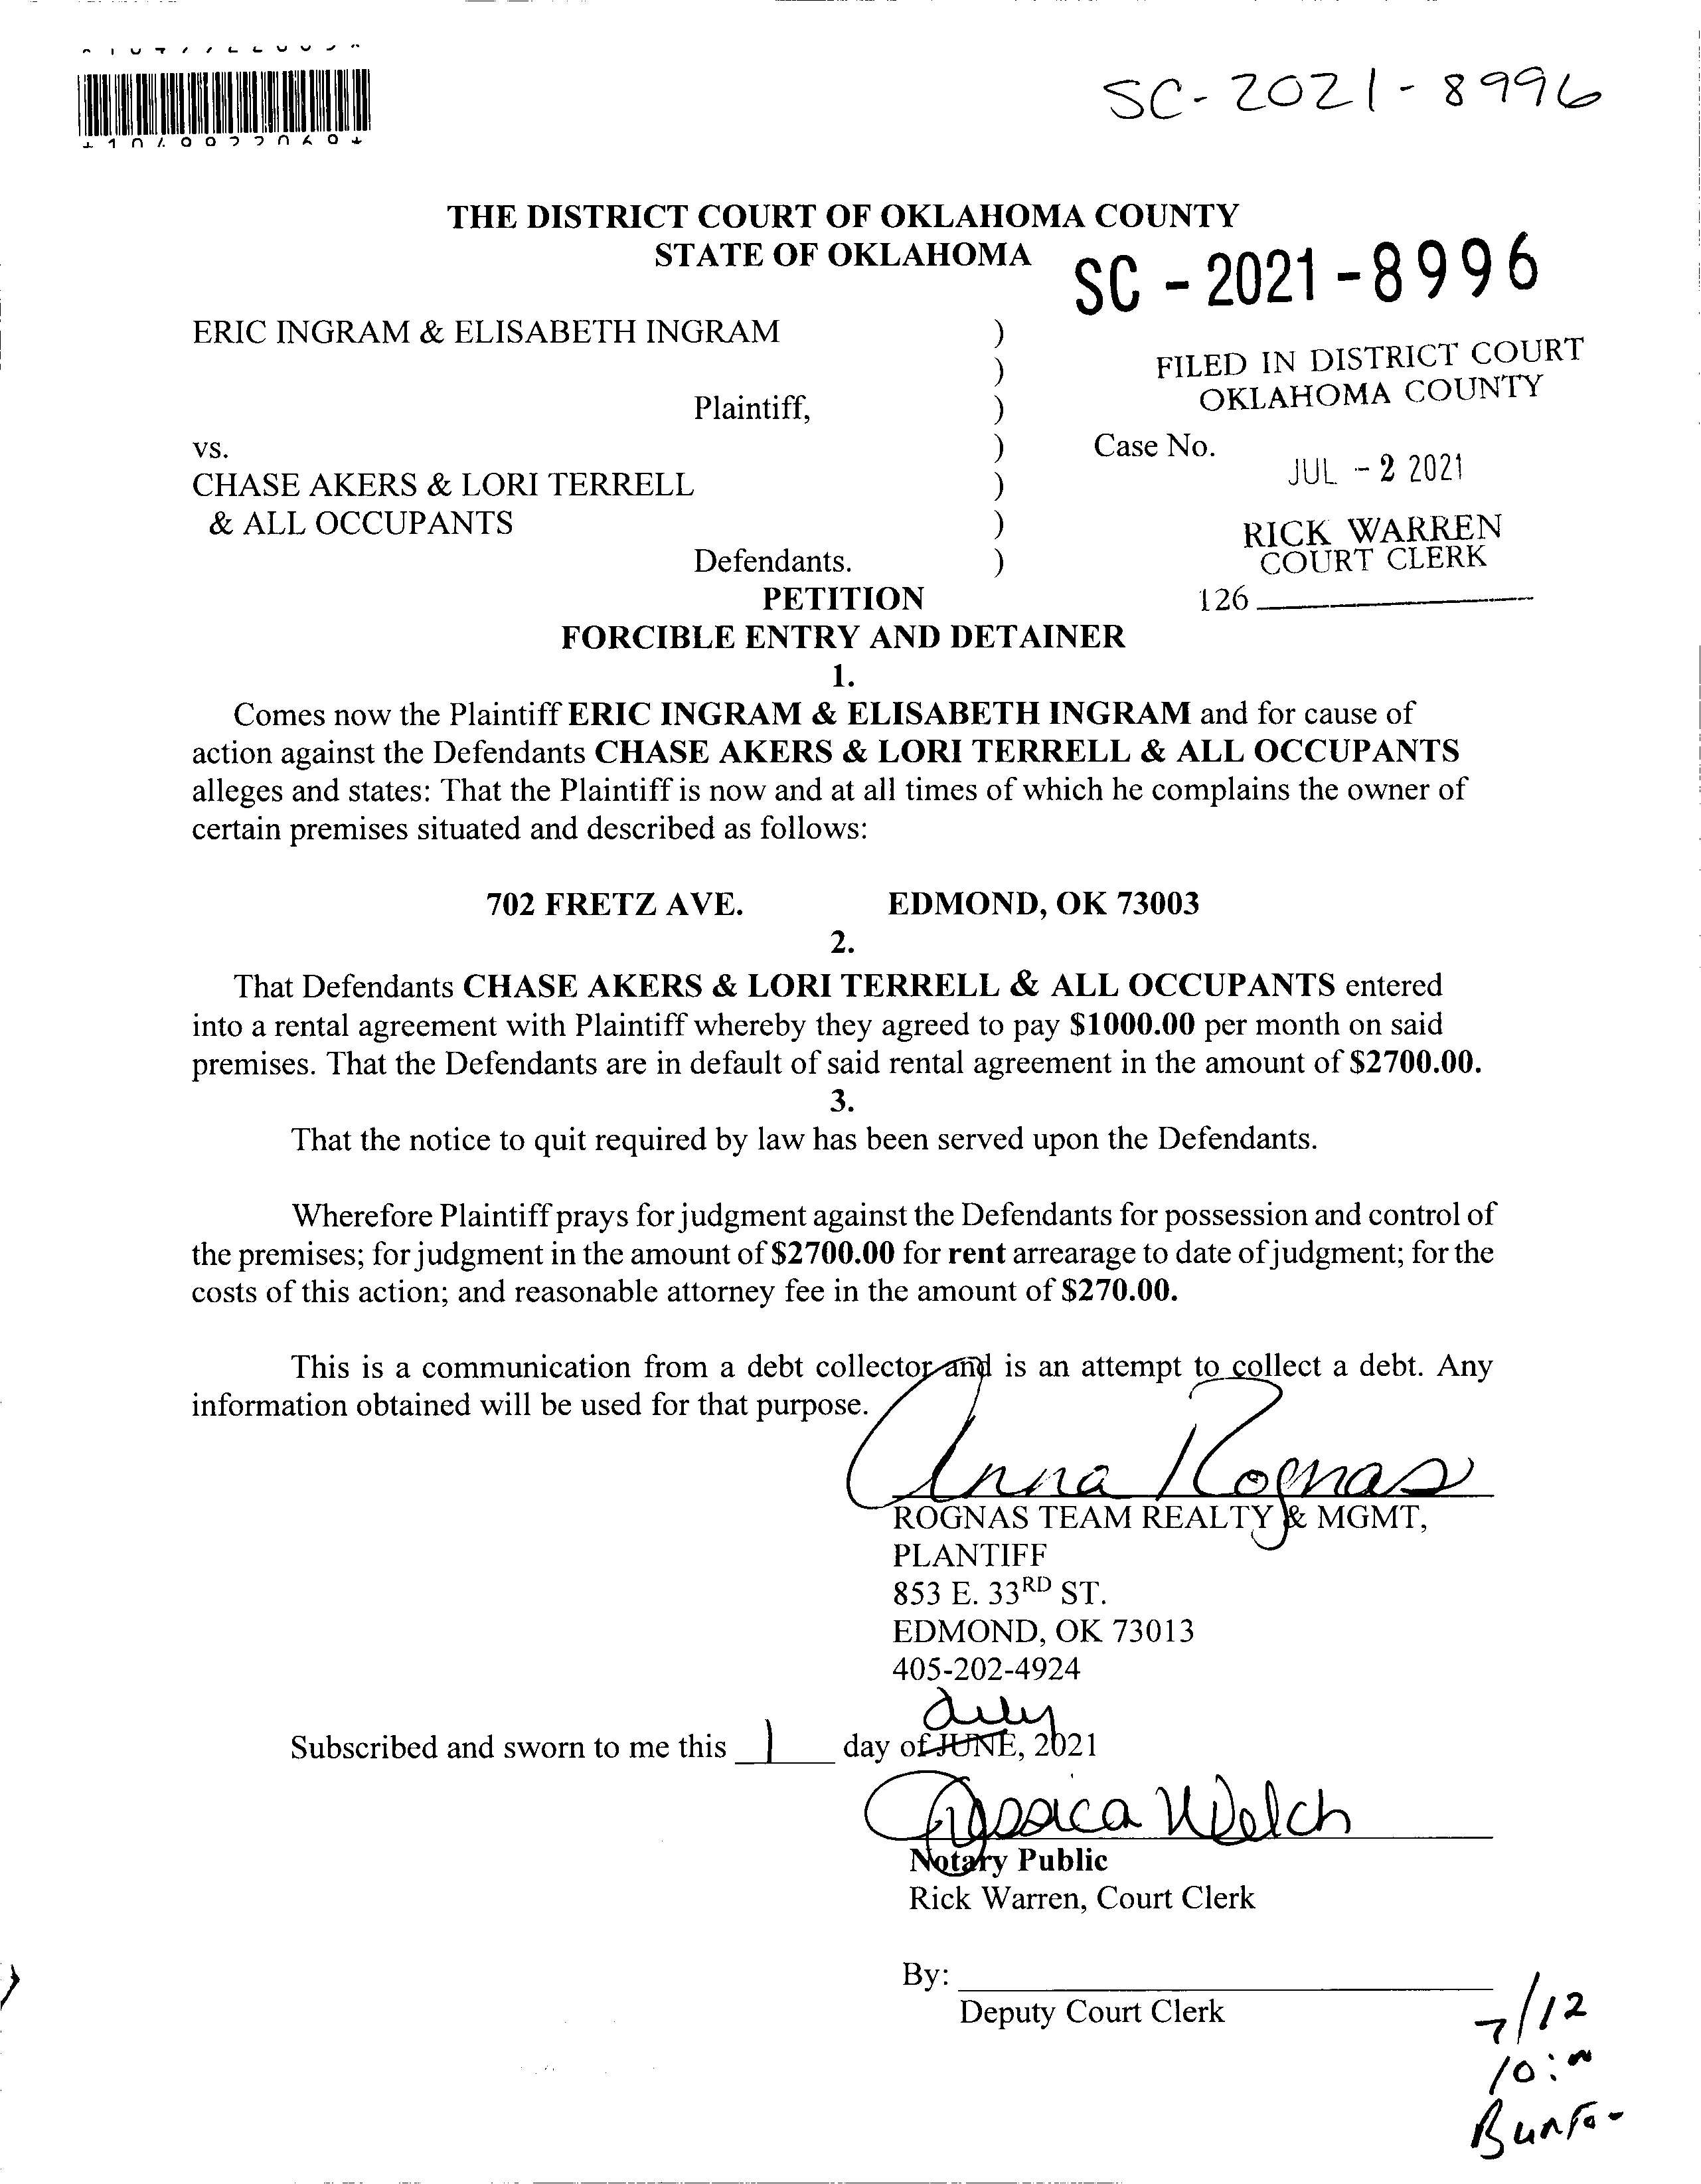 SC-2021-8996
THE DISTRICT COURT OF OKLAHOMA COUNTY
STATE OF OKLAHOMA
SC - 2021 - 8996
ERIC INGRAM & ELISABETH INGRAM )
)
FILED IN DISTRICT COURT
OKLAHOMA COUNTY
Plaintiff, )
vs. ) Case No.
JUL - 2 2021
CHASE AKERS & LORI TERRELL )
& ALL OCCUPANTS )
RICK WARREN
COURT CLERK
Defendants. )
126
PETITION
FORCIBLE ENTRY AND DETAINER
1.
Comes now the Plaintiff ERIC INGRAM & ELISABETH INGRAM and for cause of
action against the Defendants CHASE AKERS & LORI TERRELL & ALL OCCUPANTS
alleges and states: That the Plaintiff is now and at all times of which he complains the owner of
certain premises situated and described as follows:
702 FRETZ AVE. EDMOND, OK 73003
2.
That Defendants CHASE AKERS & LORI TERRELL & ALL OCCUPANTS entered
into a rental agreement with Plaintiff whereby they agreed to pay $1000.00 per month on said
premises. That the Defendants are in default of said rental agreement in the amount of $2700.00.
3.
That the notice to quit required by law has been served upon the Defendants.
Wherefore Plaintiff prays for judgment against the Defendants for possession and control of
the premises; for judgment in the amount of $2700.00 for rent arrearage to date of judgment; for the
costs of this action; and reasonable attorney fee in the amount of $270.00.
This is a communication from a debt collector and is an attempt to collect a debt. Any
information obtained will be used for that purpose.
Anna Rognas
ROGNAS TEAM REALTY & MGMT,
PLANTIFF
853 E. 33RD ST.
EDMOND, OK 73013
405-202-4924
July
Subscribed and sworn to me this 1 day of JUNE, 2021
Jessica Welch
Notary Public
Rick Warren, Court Clerk
By:
Deputy Court Clerk
7/12